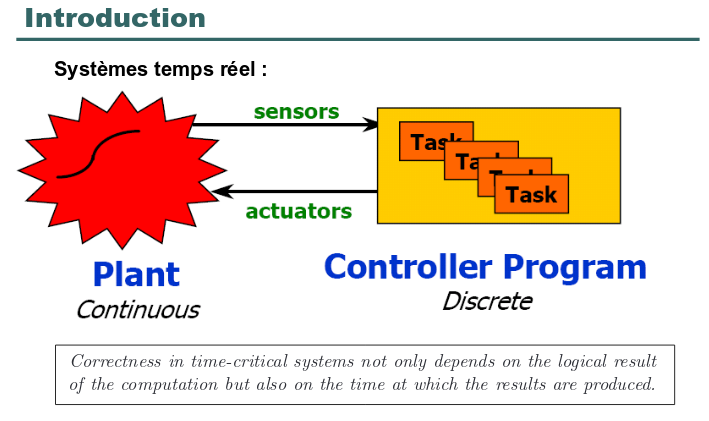 Introduction
Systèmes temps réel :
sensors
Task
Ta
Task
actuators
Plant
Continuous
Controller Program
Discrete
Correctness in time-critical systems not only depends on the logical result
of the computation but also on the time at which the results are produced.